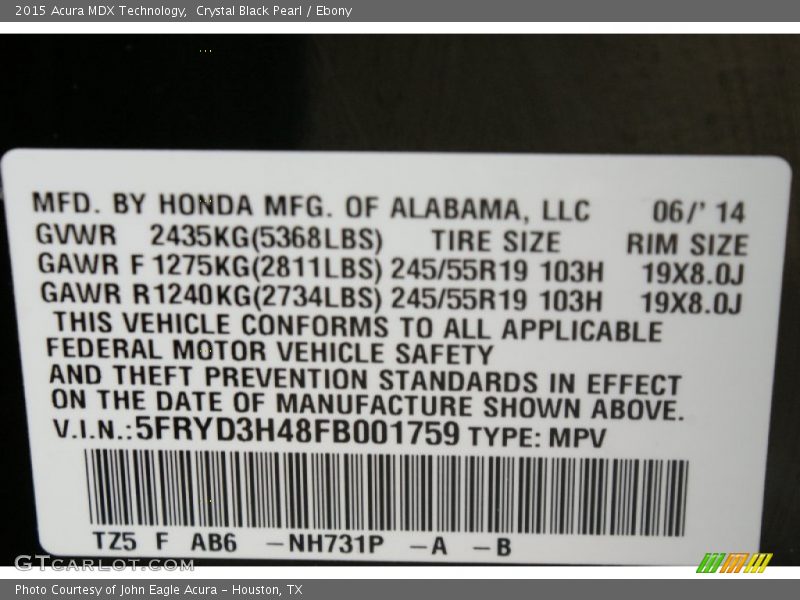 2015 Acura MDX Technology,  Crystal Black Pearl / Ebony
MFD. BY HONDA MFG. OF ALABAMA, LLC 06/' 14
GVWR 2435KG(5368LBS) TIRE SIZE RIM SIZE
GAWR F 1275KG(2811LBS) 245/55R19 103H 19X8.0J
GAWR R1240KG(2734LBS) 245/55R19 103H 19X8.0J
THIS VEHICLE CONFORMS TO ALL APPLICABLE
FEDERAL MOTOR VEHICLE SAFETY
AND THEFT PREVENTION STANDARDS IN EFFECT
ON THE DATE OF MANUFACTURE SHOWN ABOVE.
V.I.N.:5FRYD3H48FB001759 TYPE: MPV
TZ5 F AB6 -NH731P -A -B
GTcarlot.com
Photo Courtesy of John Eagle Acura - Houston, TX